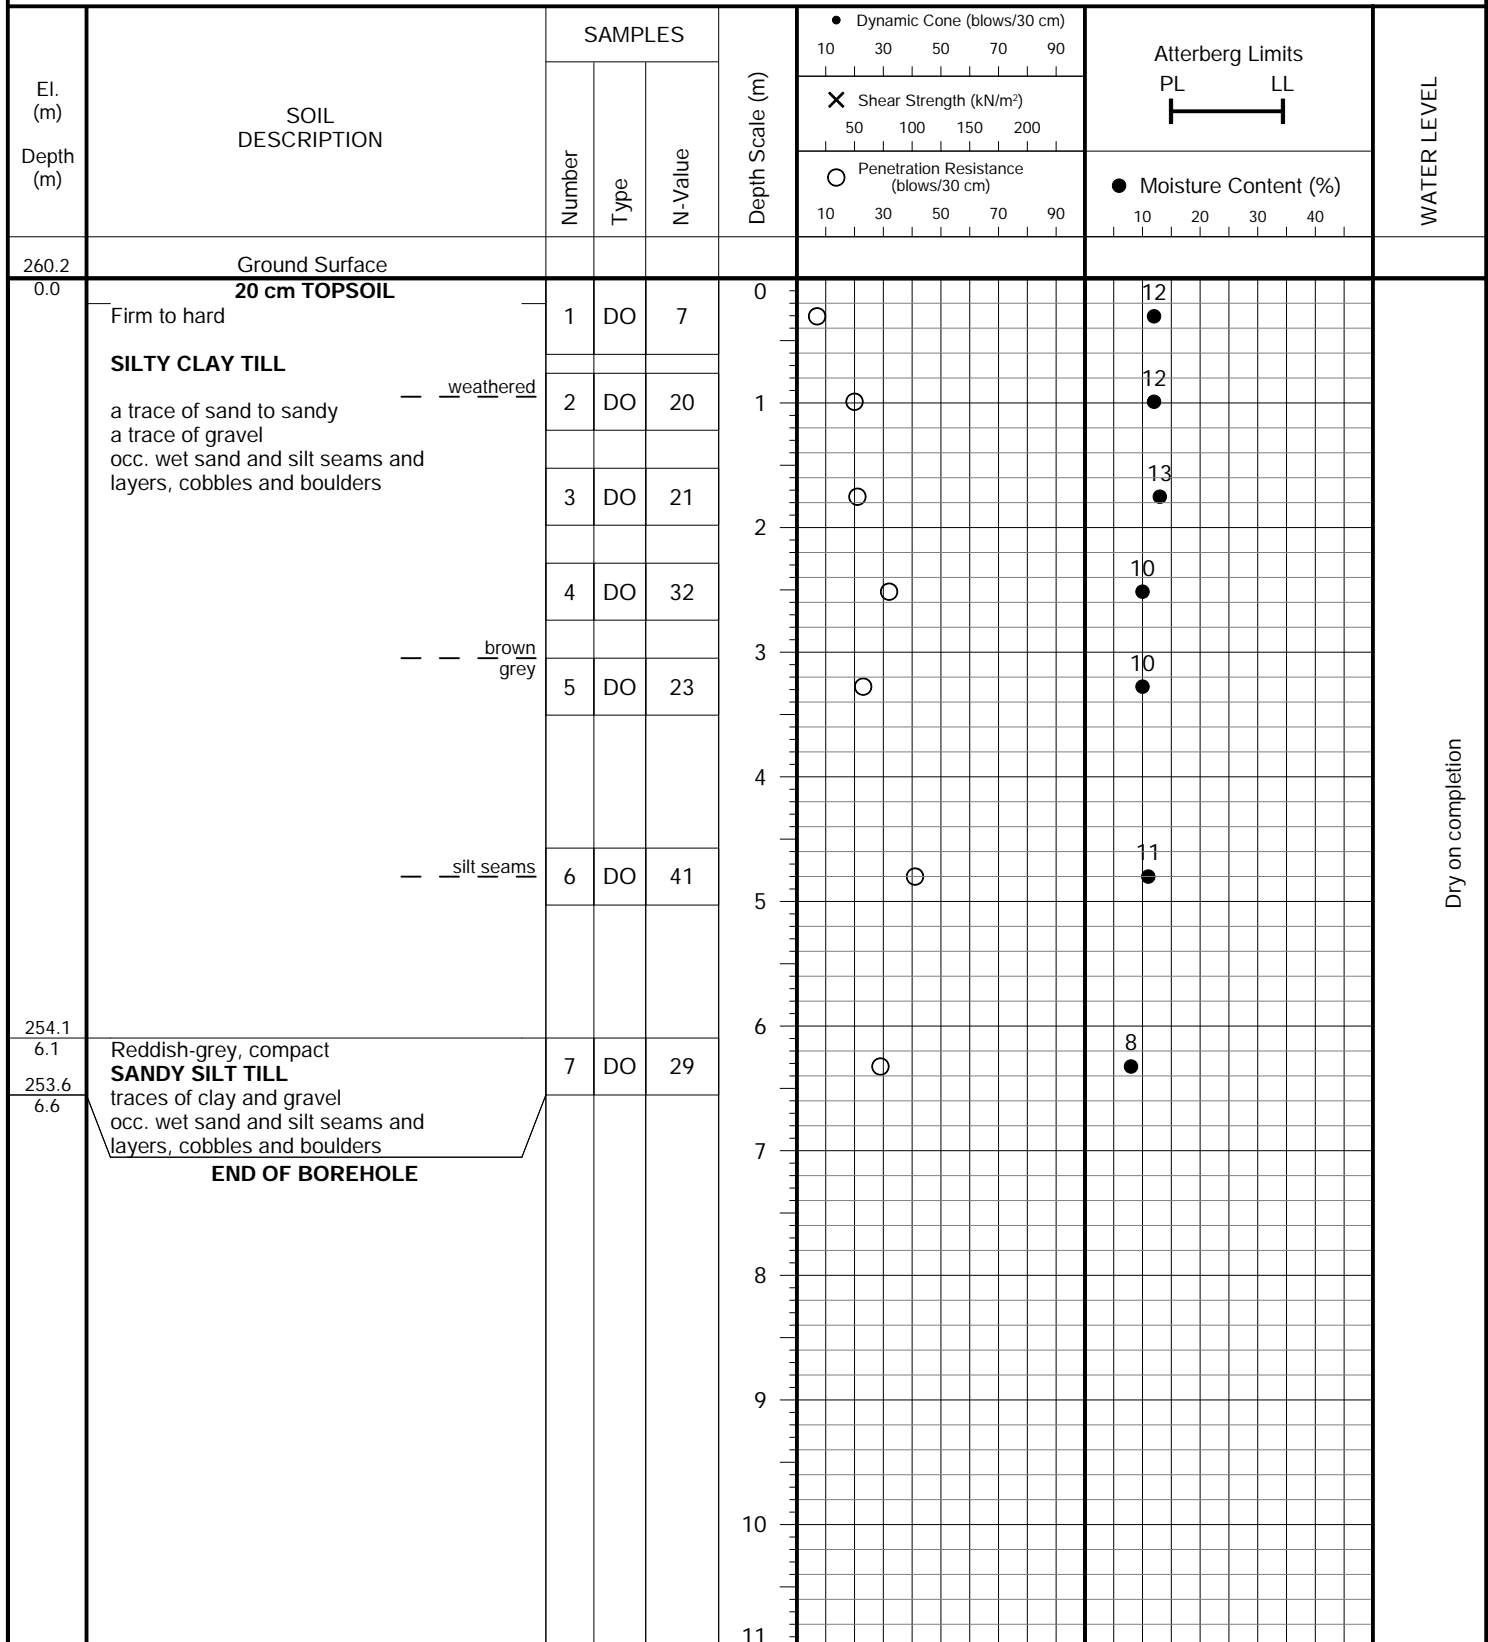 El.
(m)
Depth
(m)
SOIL
DESCRIPTION
SAMPLES
Number
Type
N-Value
Depth Scale (m)
● Dynamic Cone (blows/30 cm)
10 30 50 70 90
✕ Shear Strength (kN/m²)
50 100 150 200
○ Penetration Resistance
(blows/30 cm)
10 30 50 70 90
Atterberg Limits
PL LL
● Moisture Content (%)
10 20 30 40
WATER LEVEL
260.2 Ground Surface
0.0 20 cm TOPSOIL 0 12
Firm to hard 1 DO 7
SILTY CLAY TILL
weathered 12
a trace of sand to sandy 2 DO 20 1
a trace of gravel
occ. wet sand and silt seams and
layers, cobbles and boulders 13
3 DO 21
2
10
4 DO 32
brown 3
grey 10
5 DO 23
4
Dry on completion
11
silt seams 6 DO 41
5
254.1 6
6.1 Reddish-grey, compact 8
SANDY SILT TILL 7 DO 29
253.6
traces of clay and gravel
6.6
occ. wet sand and silt seams and
layers, cobbles and boulders 7
END OF BOREHOLE
8
9
10
11